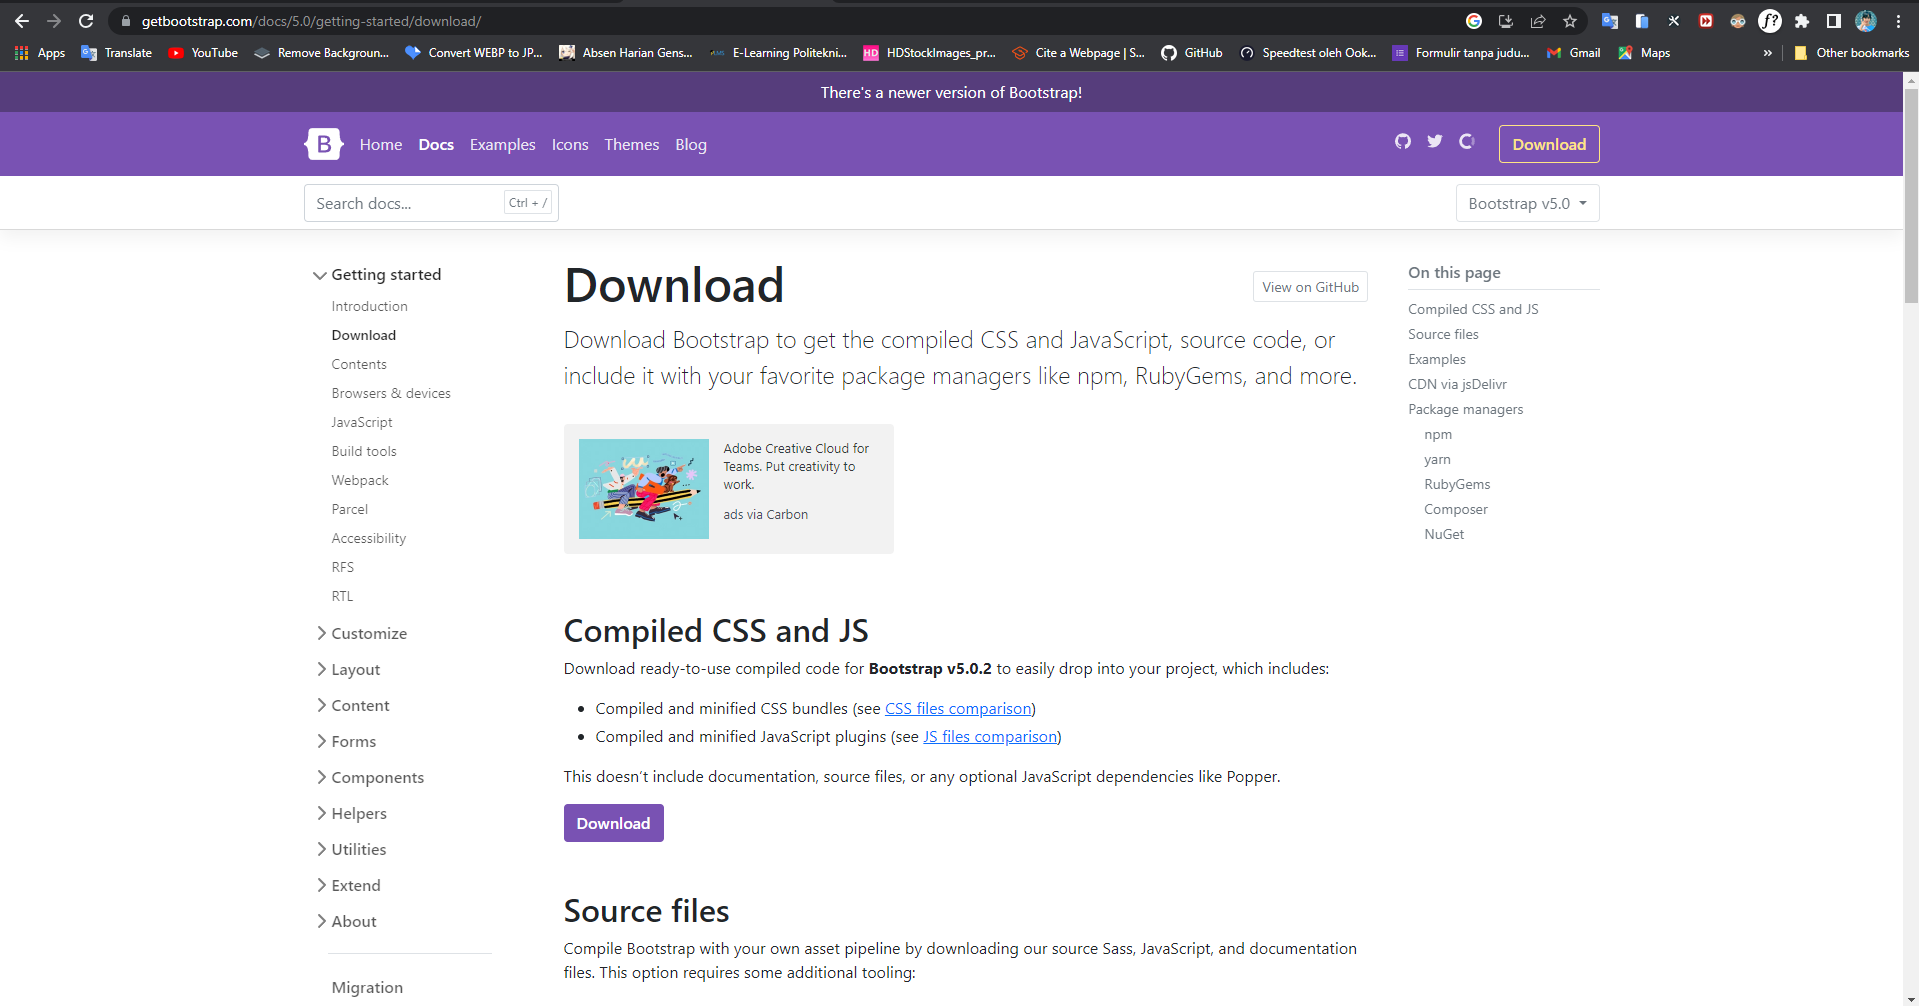 getbootstrap.com/docs/5.0/getting-started/download/
Apps
Translate
YouTube
Remove Backgroun...
Convert WEBP to JP...
Absen Harian Gens...
E-Learning Politekni...
HD
HDStockImages_pr...
Cite a Webpage | S...
GitHub
Speedtest oleh Ook...
Formulir tanpa judu...
Gmail
Maps
»
Other bookmarks
There's a newer version of Bootstrap!
B
Home
Docs
Examples
Icons
Themes
Blog
Download
Search docs...
Ctrl + /
Bootstrap v5.0
Getting started
Introduction
Download
Contents
Browsers & devices
JavaScript
Build tools
Webpack
Parcel
Accessibility
RFS
RTL
Customize
Layout
Content
Forms
Components
Helpers
Utilities
Extend
About
Migration
Download
View on GitHub
Download Bootstrap to get the compiled CSS and JavaScript, source code, or
include it with your favorite package managers like npm, RubyGems, and more.
Adobe Creative Cloud for
Teams. Put creativity to
work.
ads via Carbon
Compiled CSS and JS
Download ready-to-use compiled code for Bootstrap v5.0.2 to easily drop into your project, which includes:
• Compiled and minified CSS bundles (see CSS files comparison)
• Compiled and minified JavaScript plugins (see JS files comparison)
This doesn’t include documentation, source files, or any optional JavaScript dependencies like Popper.
Download
Source files
Compile Bootstrap with your own asset pipeline by downloading our source Sass, JavaScript, and documentation
files. This option requires some additional tooling:
On this page
Compiled CSS and JS
Source files
Examples
CDN via jsDelivr
Package managers
npm
yarn
RubyGems
Composer
NuGet